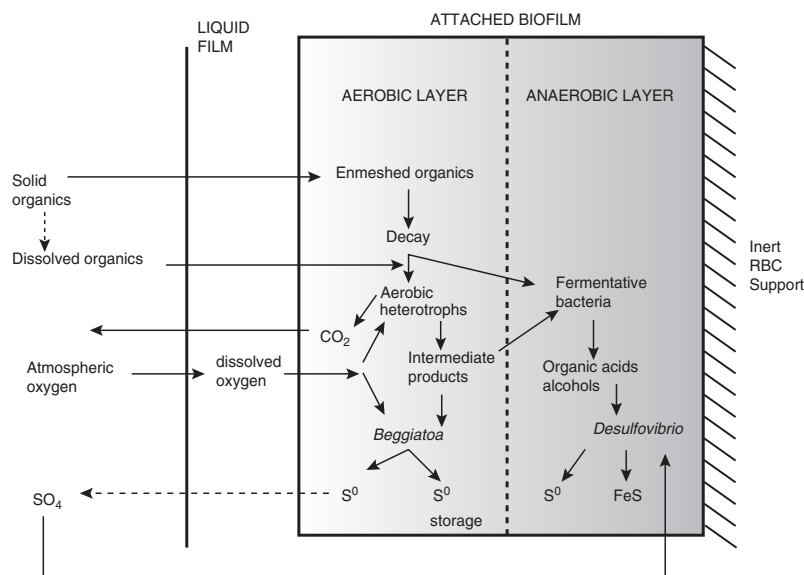 ATTACHED BIOFILM
LIQUID
FILM
AEROBIC LAYER
ANAEROBIC LAYER
Solid
organics
Enmeshed organics
Decay
Dissolved organics
Inert
RBC
Support
Fermentative
bacteria
Aerobic
heterotrophs
CO₂
Atmospheric
oxygen
dissolved
oxygen
Intermediate
products
Organic acids
alcohols
Beggiatoa
Desulfovibrio
SO₄
S⁰
S⁰
storage
S⁰
FeS